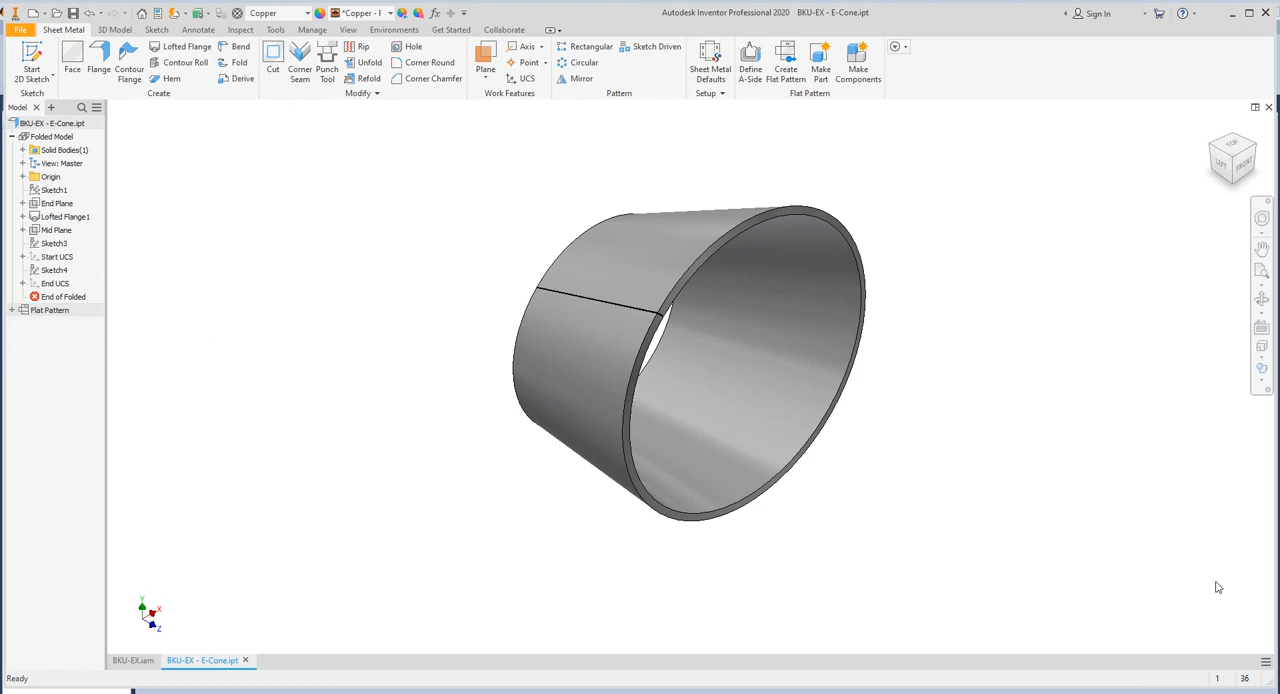 Copper
*Copper - I
Autodesk Inventor Professional 2020 BKU-EX - E-Cone.ipt
Sign In
File Sheet Metal 3D Model Sketch Annotate Inspect Tools Manage View Environments Get Started Collaborate
Start
2D Sketch
Face
Flange
Contour
Flange
Lofted Flange
Contour Roll
Hem
Bend
Fold
Derive
Cut
Corner
Seam
Punch
Tool
Rip
Unfold
Refold
Hole
Corner Round
Corner Chamfer
Plane
Axis
Point
UCS
Rectangular
Circular
Mirror
Sketch Driven
Sheet Metal
Defaults
Define
A-Side
Create
Flat Pattern
Make
Part
Make
Components
Sketch Create Modify Work Features Pattern Setup Flat Pattern
Model
BKU-EX - E-Cone.ipt
Folded Model
Solid Bodies(1)
View: Master
Origin
Sketch1
End Plane
Lofted Flange1
Mid Plane
Sketch3
Start UCS
Sketch4
End UCS
End of Folded
Flat Pattern
TOP
LEFT
FRONT
Y
X
Z
BKU-EX.iam
BKU-EX - E-Cone.ipt
Ready
1 36